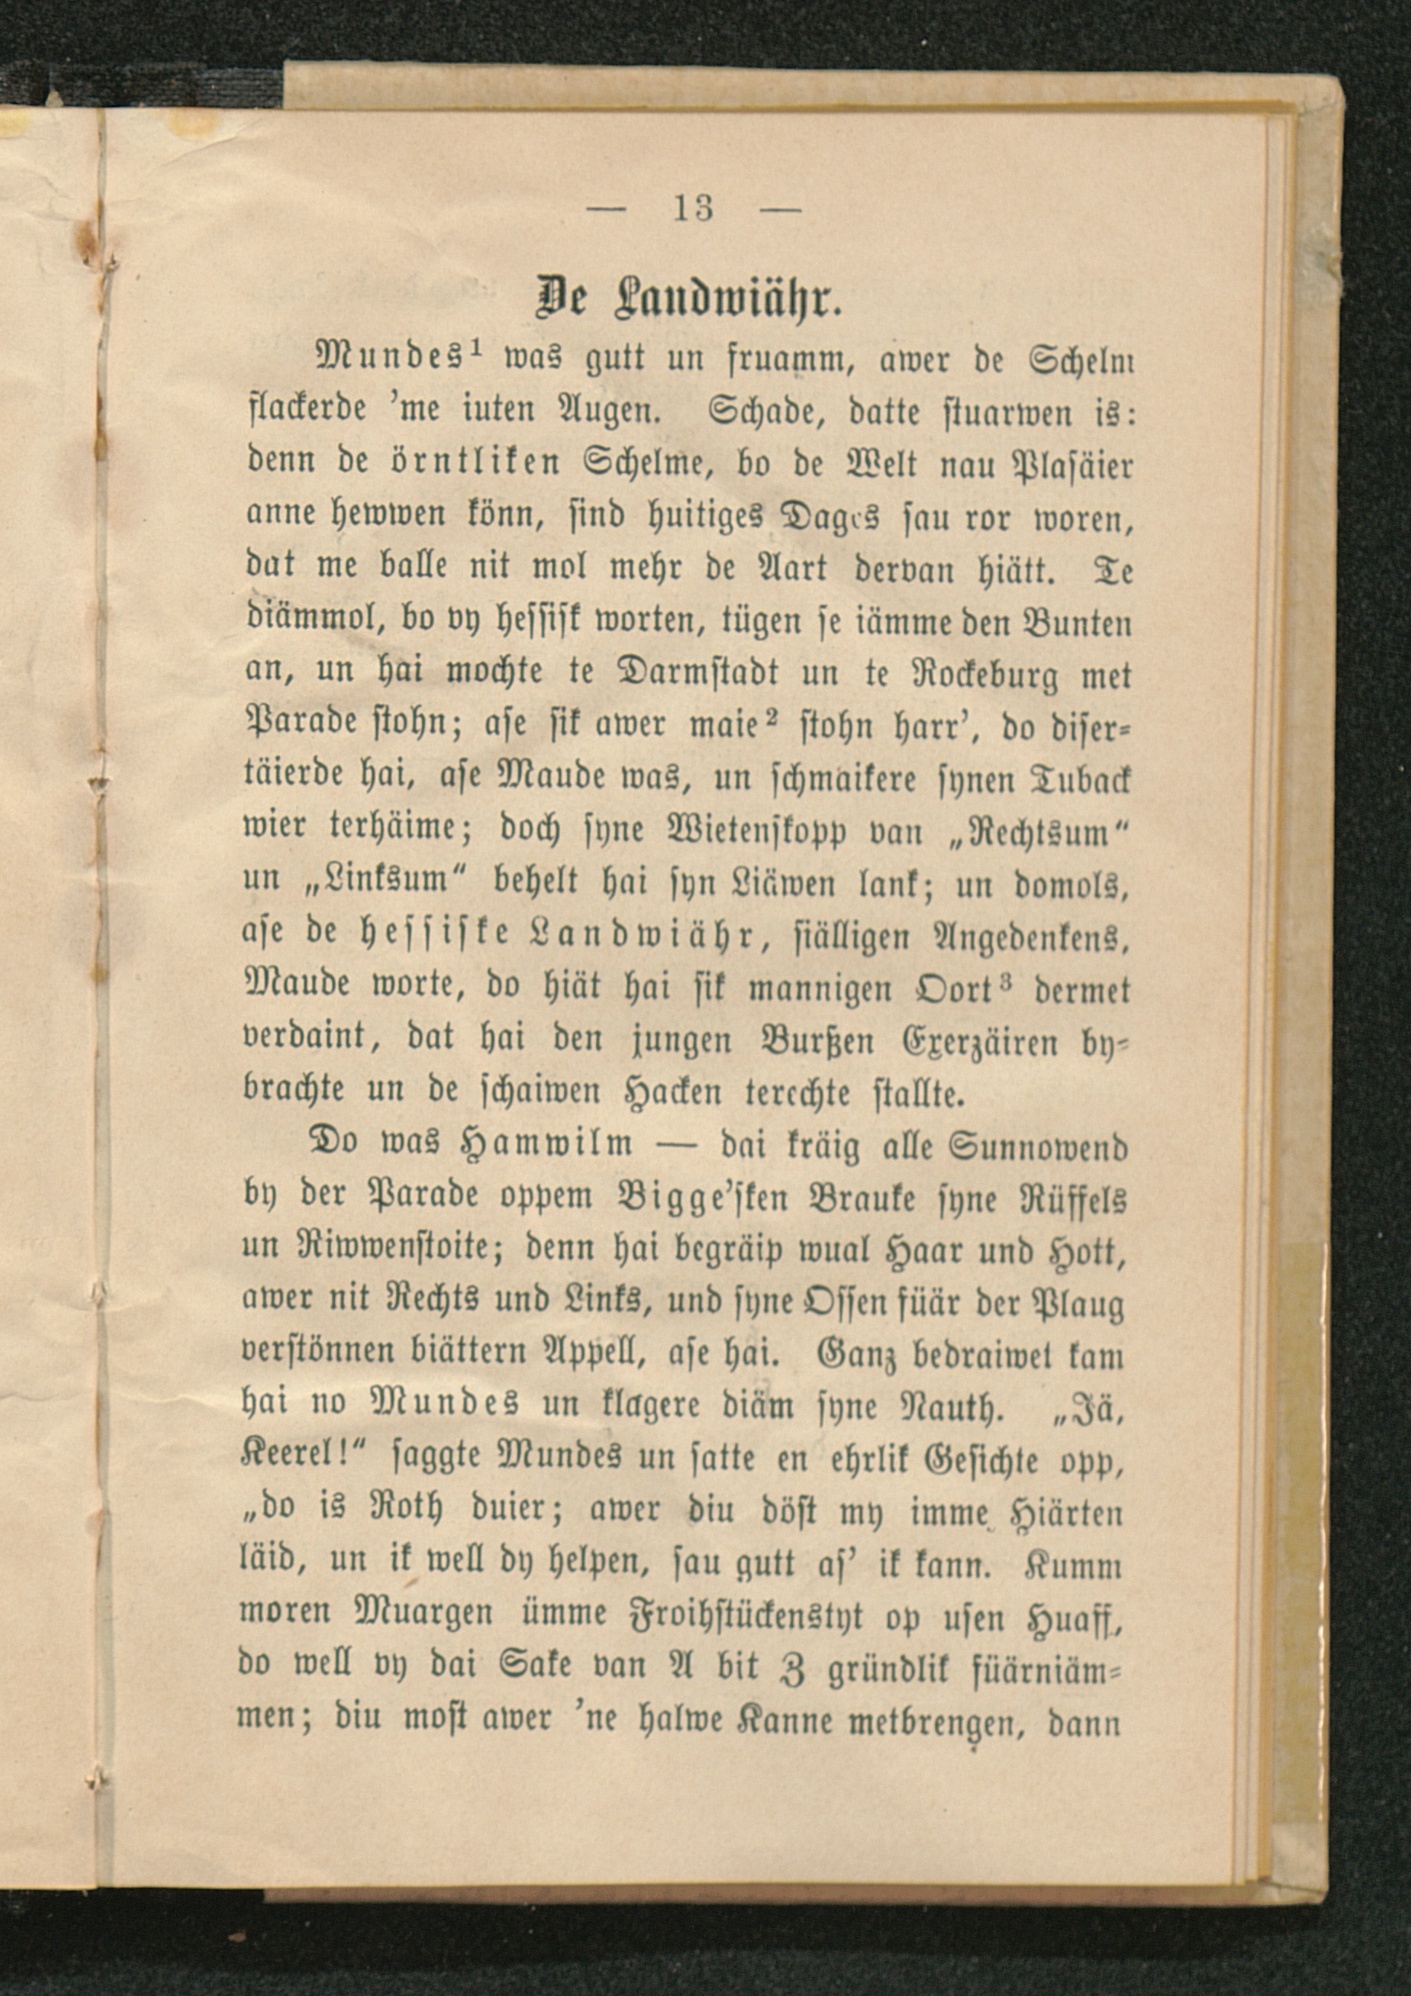 — 13 —
De Landwiähr.
Mundes¹ was gutt un fruamm, awer de Schelm
flackerde 'me iuten Augen. Schade, datte stuarwen is:
denn de örntliken Schelme, bo de Welt nau Plasäier
anne hewwen könn, sind huitiges Dages sau ror woren,
dat me balle nit mol mehr de Aart dervan hiätt. Te
diämmol, bo vy hessisk worten, tügen se iämme den Bunten
an, un hai mochte te Darmstadt un te Rockeburg met
Parade stohn; ase sik awer maie² stohn harr', do diser-
täierde hai, ase Maude was, un schmaikere synen Tuback
wier terhäime; doch syne Wietenskopp van „Rechtsum“
un „Linksum“ behelt hai syn Liäwen lank; un domols,
ase de hessiske Landwiähr, siälligen Angedenkens,
Maude worte, do hiät hai sik mannigen Oort³ dermet
verdaint, dat hai den jungen Burßen Exerzäiren by-
brachte un de schaiwen Hacken terechte stallte.
Do was Hamwilm — dai kräig alle Sunnowend
by der Parade oppem Bigge'sken Brauke syne Rüffels
un Riwwenstoite; denn hai begräip wual Haar und Hott,
awer nit Rechts und Links, und syne Ossen füär der Plaug
verstönnen biättern Appell, ase hai. Ganz bedraiwet kam
hai no Mundes un klagere diäm syne Nauth. „Jä,
Keerel!“ saggte Mundes un satte en ehrlik Gesichte opp,
„do is Roth duier; awer diu döst my imme Hiärten
läid, un ik well dy helpen, sau gutt as' ik kann. Kumm
moren Muargen ümme Froihstückenstyt op usen Huaff,
do well vy dai Sake van A bit Z gründlik füärniäm-
men; diu most awer 'ne halwe Kanne metbrengen, dann